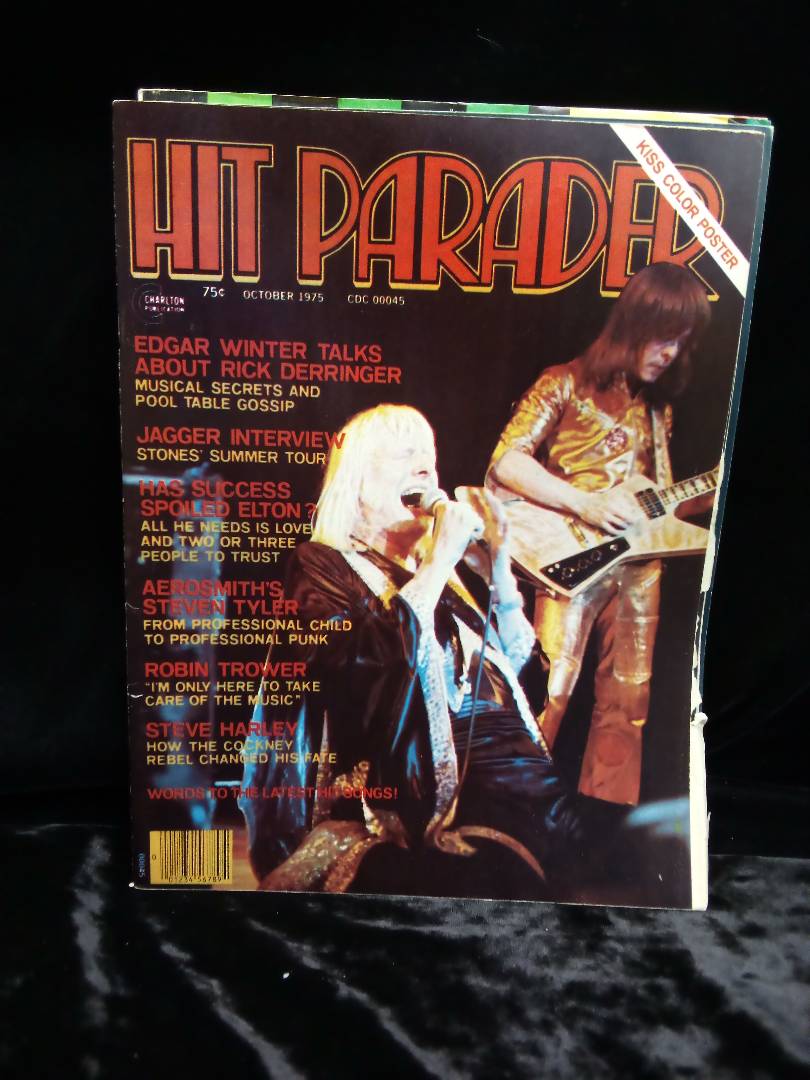 HIT PARADER
KISS COLOR POSTER
CHARLTON
PUBLICATION
75¢ OCTOBER 1975 CDC 00045
EDGAR WINTER TALKS
ABOUT RICK DERRINGER
MUSICAL SECRETS AND
POOL TABLE GOSSIP
JAGGER INTERVIEW
STONES' SUMMER TOUR
HAS SUCCESS
SPOILED ELTON?
ALL HE NEEDS IS LOVE
AND TWO OR THREE
PEOPLE TO TRUST
AEROSMITH'S
STEVEN TYLER
FROM PROFESSIONAL CHILD
TO PROFESSIONAL PUNK
ROBIN TROWER
"I'M ONLY HERE TO TAKE
CARE OF THE MUSIC"
STEVE HARLEY
HOW THE COCKNEY
REBEL CHANGED HIS FATE
WORDS TO THE LATEST HIT SONGS!
00045
0
01234 56789